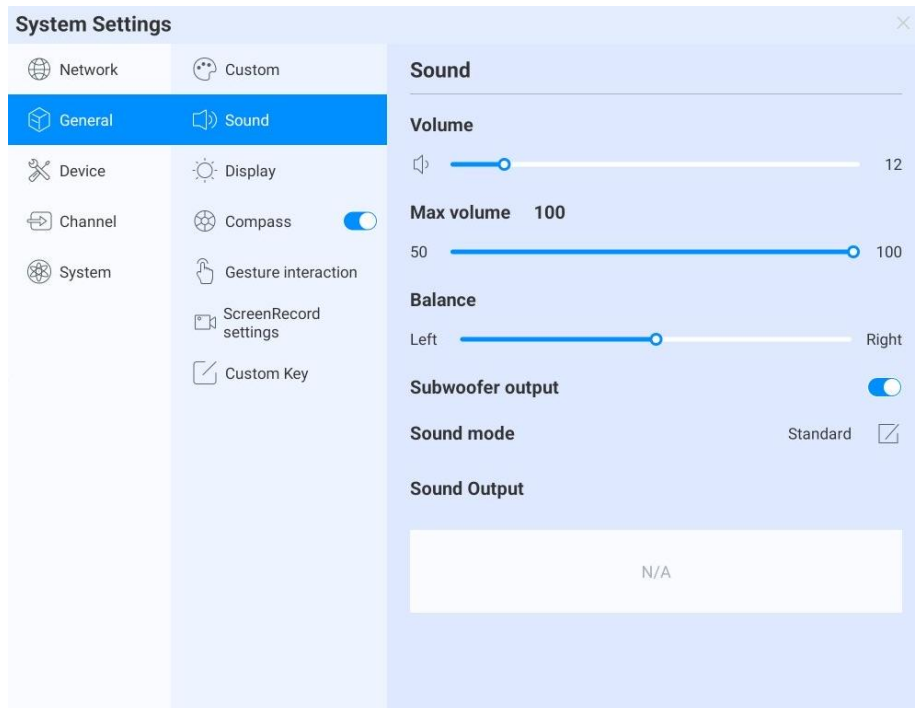 System Settings
Network
General
Device
Channel
System
Custom
Sound
Display
Compass
Gesture interaction
ScreenRecord
settings
Custom Key
Sound
Volume
12
Max volume 100
50 100
Balance
Left Right
Subwoofer output
Sound mode Standard
Sound Output
N/A